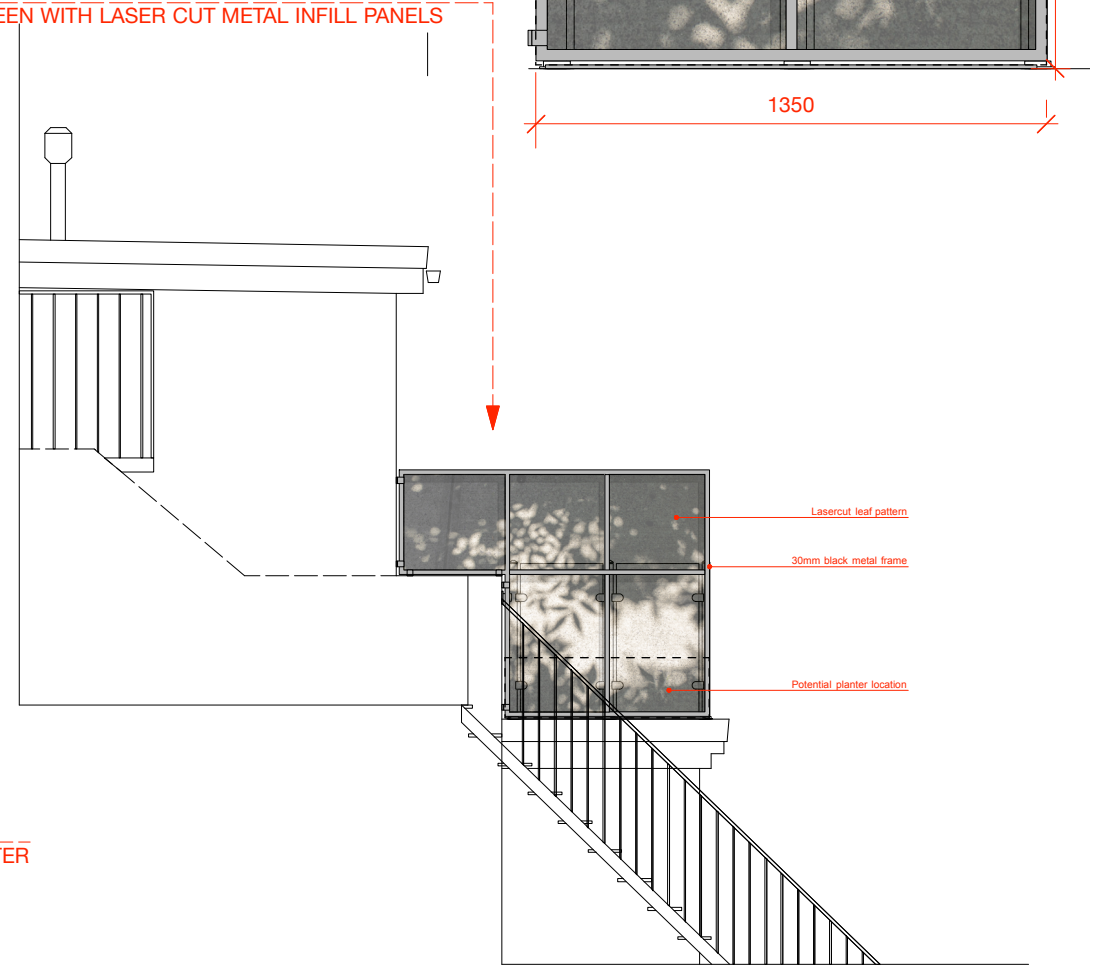 EEN WITH LASER CUT METAL INFILL PANELS
1350
Lasercut leaf pattern
30mm black metal frame
Potential planter location
TER